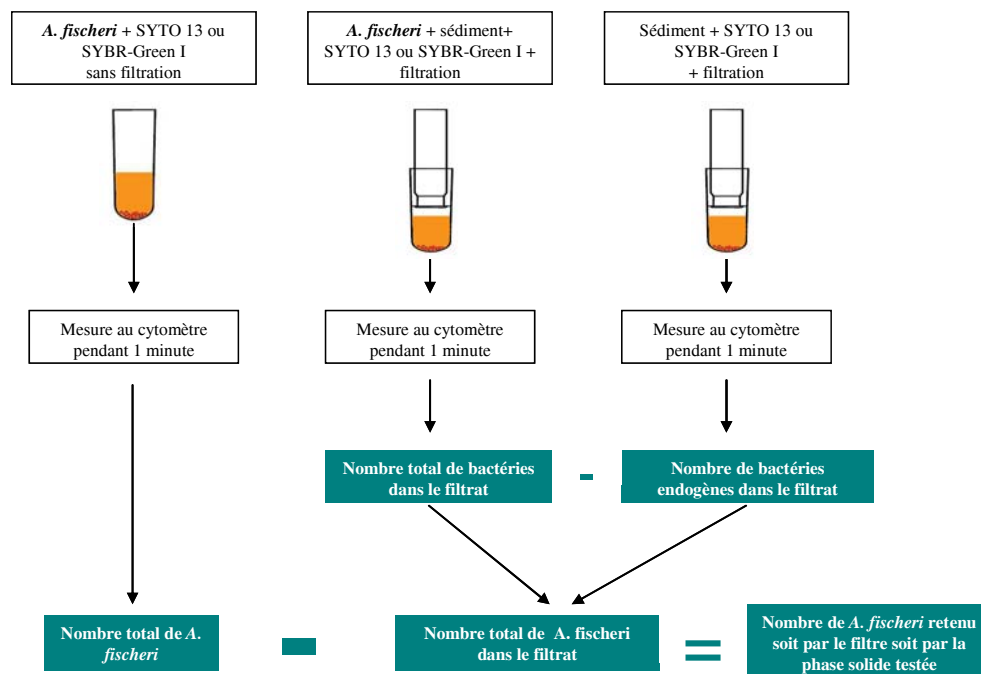 A. fischeri + SYTO 13 ou
SYBR-Green I
sans filtration
A. fischeri + sédiment+
SYTO 13 ou SYBR-Green I +
filtration
Sédiment + SYTO 13 ou
SYBR-Green I
+ filtration
Mesure au cytomètre
pendant 1 minute
Mesure au cytomètre
pendant 1 minute
Mesure au cytomètre
pendant 1 minute
Nombre total de bactéries
dans le filtrat
-
Nombre de bactéries
endogènes dans le filtrat
Nombre total de A.
fischeri
-
Nombre total de A. fischeri
dans le filtrat
=
Nombre de A. fischeri retenu
soit par le filtre soit par la
phase solide testée